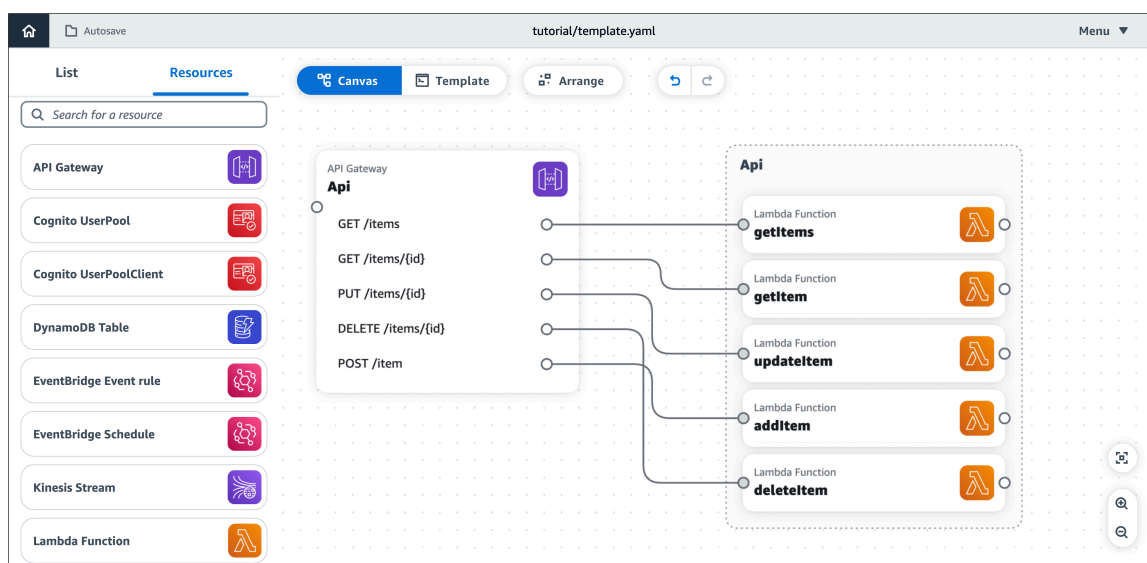 Autosave
tutorial/template.yaml
Menu
List
Resources
Canvas
Template
Arrange
Search for a resource
API Gateway
Cognito UserPool
Cognito UserPoolClient
DynamoDB Table
EventBridge Event rule
EventBridge Schedule
Kinesis Stream
Lambda Function
API Gateway
Api
GET /items
GET /items/{id}
PUT /items/{id}
DELETE /items/{id}
POST /item
Api
Lambda Function
getItems
Lambda Function
getItem
Lambda Function
updateItem
Lambda Function
addItem
Lambda Function
deleteItem